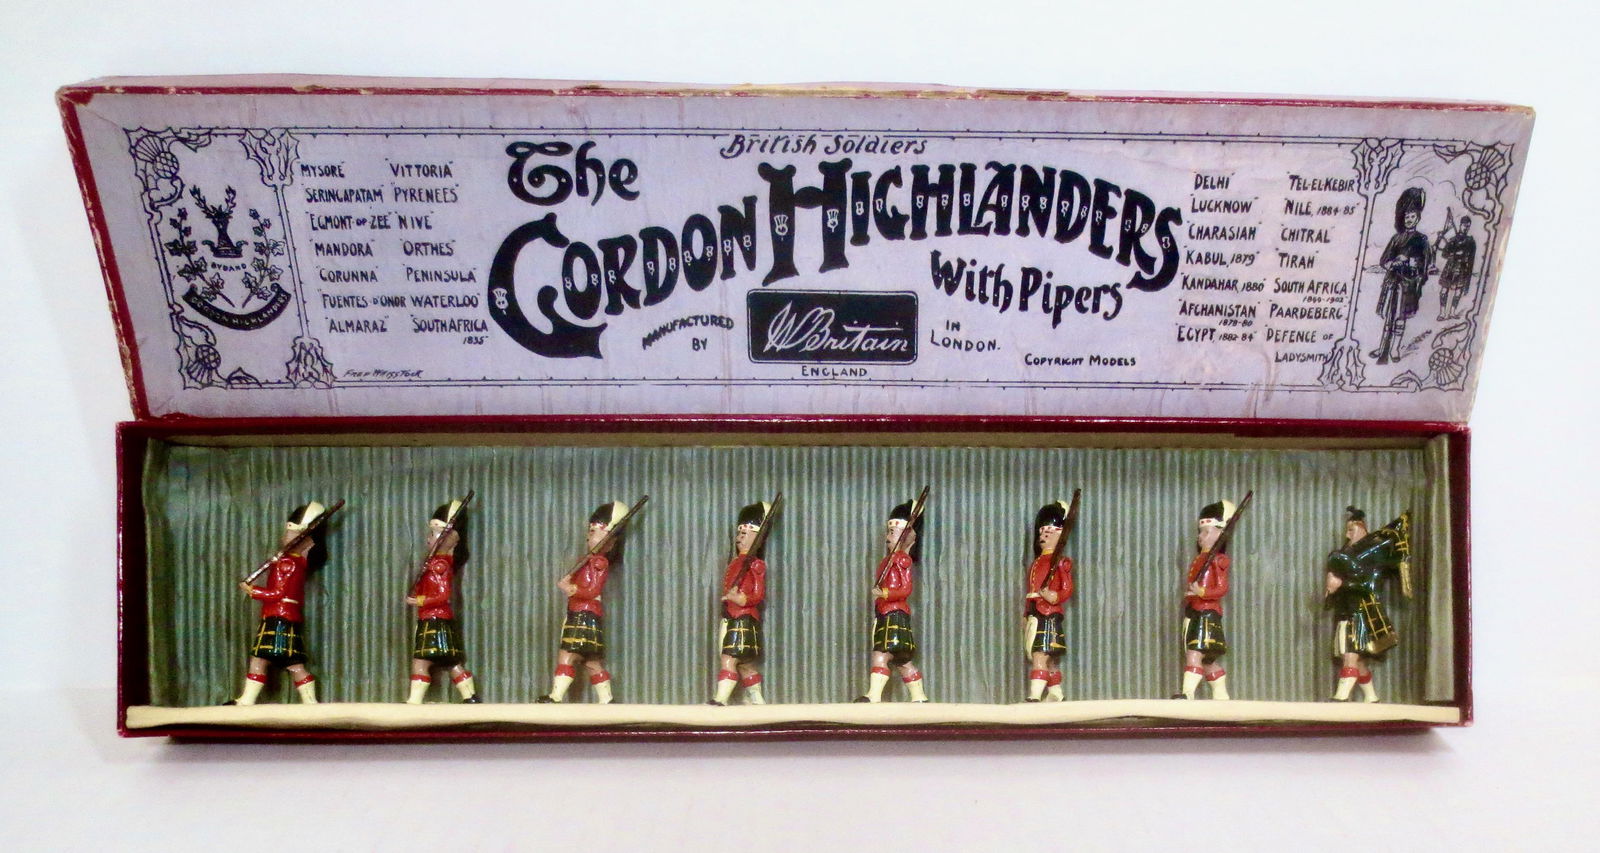 British Soldiers
The
GORDON HIGHLANDERS
With Pipers
MANUFACTURED
BY
W Britain
ENGLAND
IN
LONDON.
COPYRIGHT MODELS
"MYSORE"
"SERINGAPATAM"
"EGMONT-OP-ZEE"
"MANDORA"
"CORUNNA"
"FUENTES-D'ONOR"
"ALMARAZ"
"VITTORIA"
"PYRENEES"
"NIVE"
"ORTHES"
"PENINSULA"
"WATERLOO"
"SOUTH AFRICA
1835"
"DELHI"
"LUCKNOW"
"CHARASIAH"
"KABUL, 1879"
"KANDAHAR, 1880"
"AFGHANISTAN
1878-80"
"EGYPT, 1882-84"
"TEL-EL-KEBIR"
"NILE, 1884-85"
"CHITRAL"
"TIRAH"
"SOUTH AFRICA
1899-1902"
"PAARDEBERG"
"DEFENCE OF
LADYSMITH"
BYDAND
GORDON HIGHLANDERS
FRED WHISSTOCK